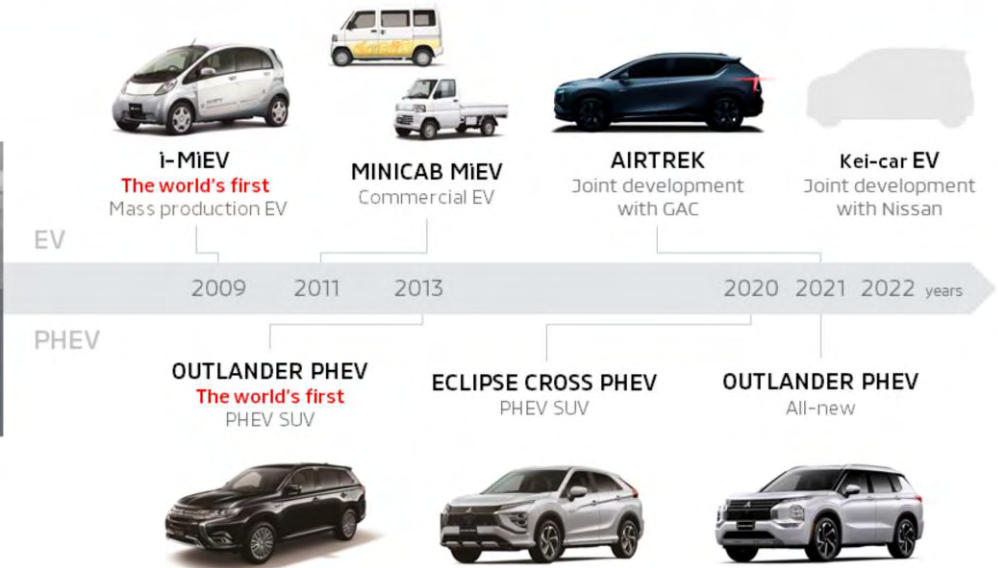 i-MiEV
The world's first
Mass production EV
MINICAB MiEV
Commercial EV
AIRTREK
Joint development
with GAC
Kei-car EV
Joint development
with Nissan
EV
2009 2011 2013 2020 2021 2022 years
PHEV
OUTLANDER PHEV
The world's first
PHEV SUV
ECLIPSE CROSS PHEV
PHEV SUV
OUTLANDER PHEV
All-new